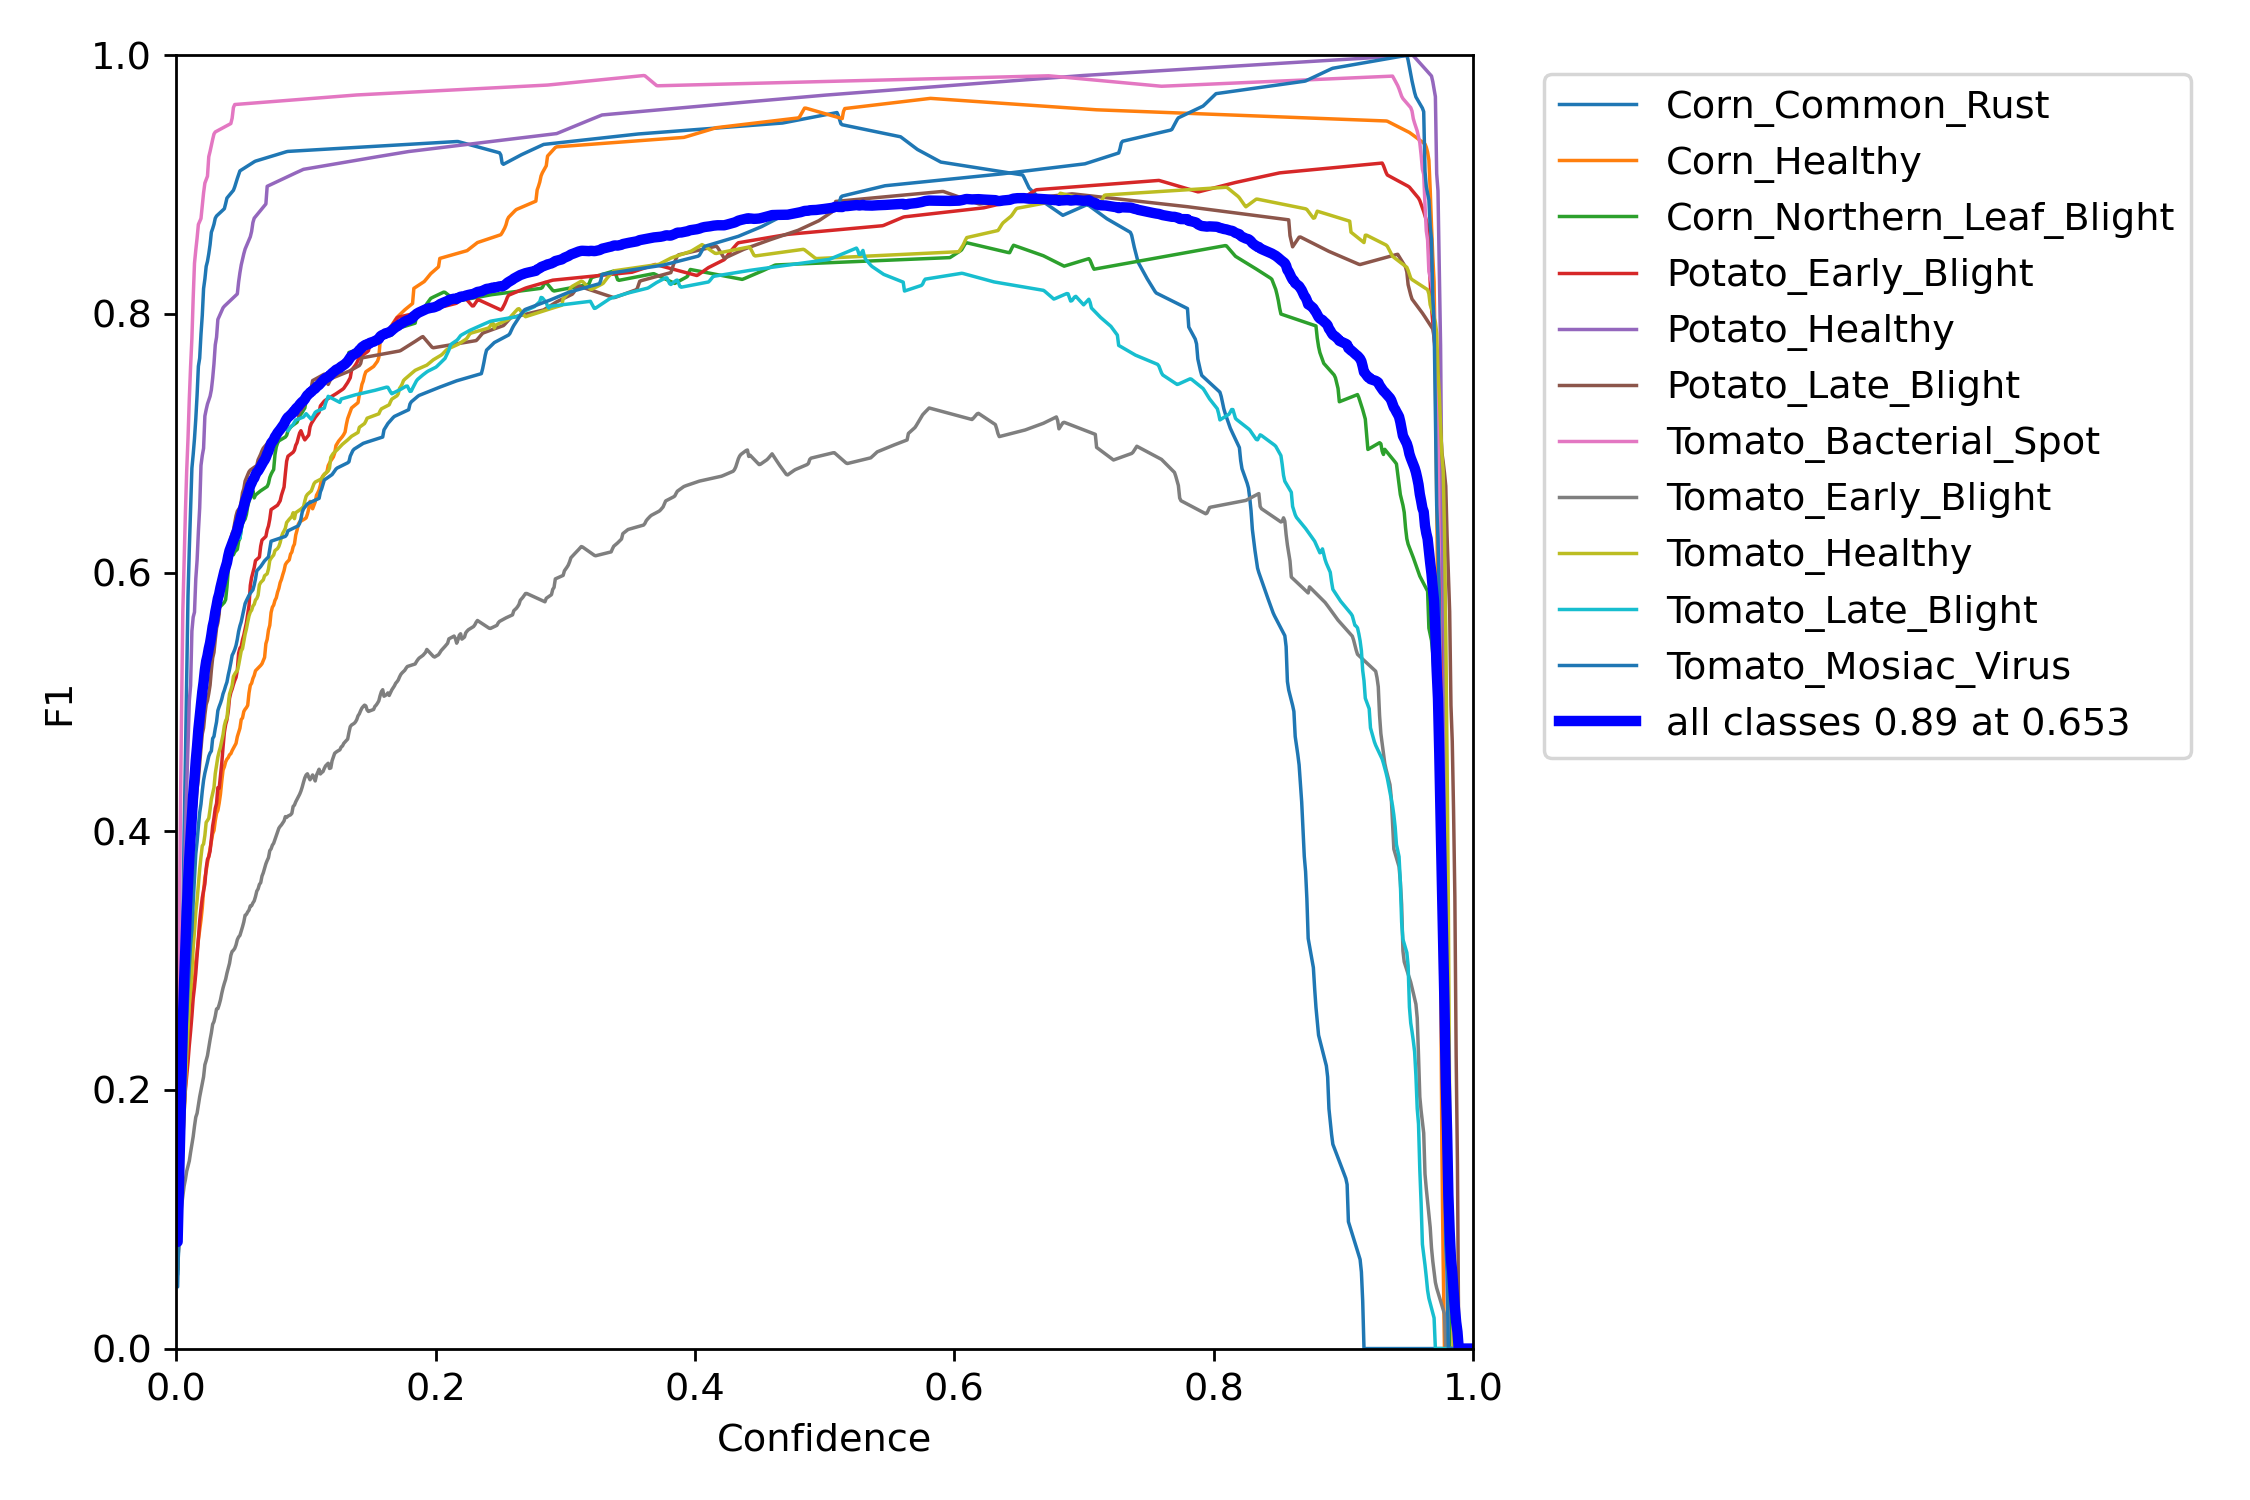 1.0
0.8
0.6
0.4
0.2
0.0
F1
0.0 0.2 0.4 0.6 0.8 1.0
Confidence
Corn_Common_Rust
Corn_Healthy
Corn_Northern_Leaf_Blight
Potato_Early_Blight
Potato_Healthy
Potato_Late_Blight
Tomato_Bacterial_Spot
Tomato_Early_Blight
Tomato_Healthy
Tomato_Late_Blight
Tomato_Mosiac_Virus
all classes 0.89 at 0.653